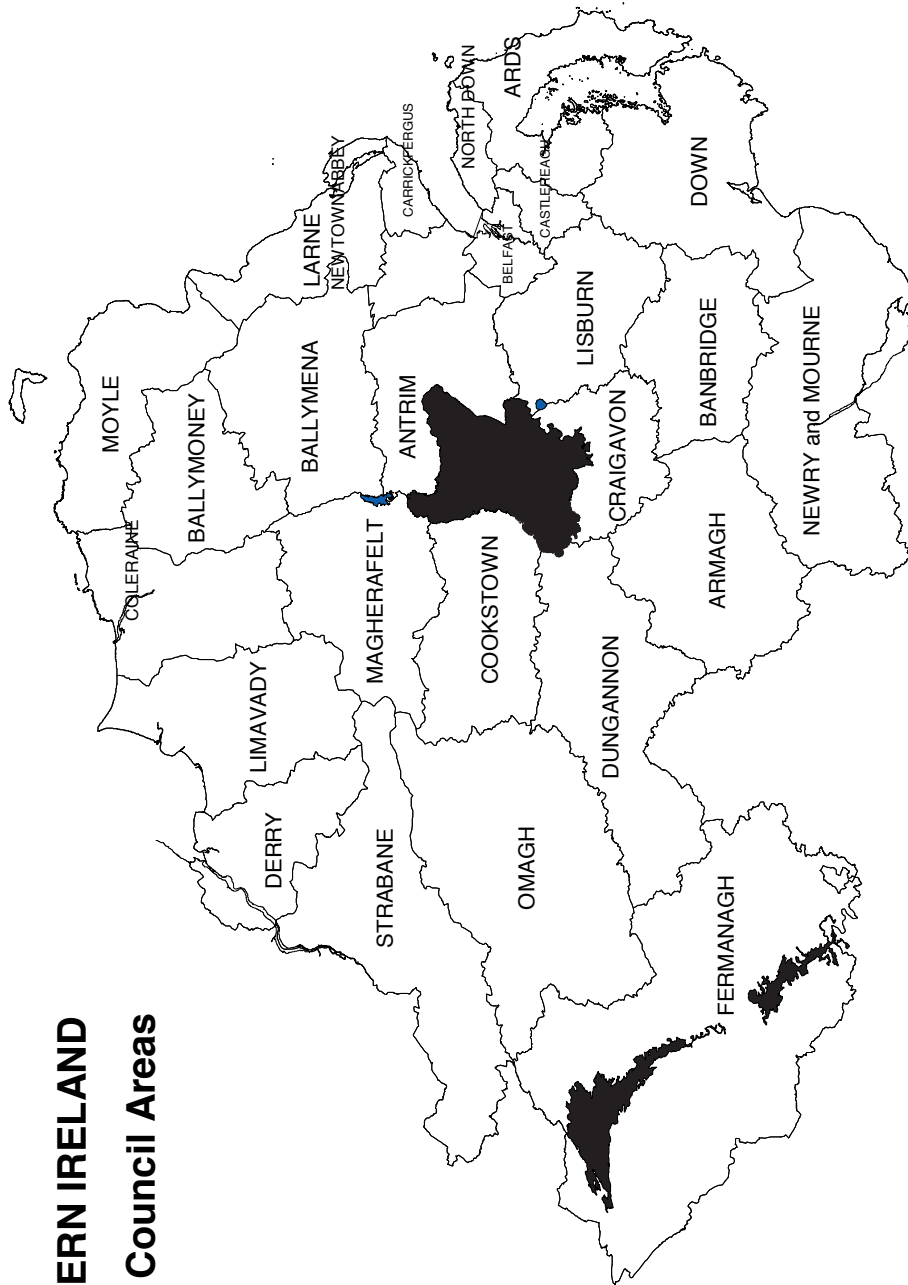 ERN IRELAND
Council Areas
MOYLE
COLERAINE
BALLYMONEY
LIMAVADY
DERRY
BALLYMENA
LARNE
NEWTOWNABBEY
CARRICKFERGUS
MAGHERAFELT
STRABANE
ANTRIM
NORTH DOWN
ARDS
BELFAST
CASTLEREAGH
COOKSTOWN
OMAGH
LISBURN
CRAIGAVON
DUNGANNON
DOWN
BANBRIDGE
ARMAGH
FERMANAGH
NEWRY and MOURNE